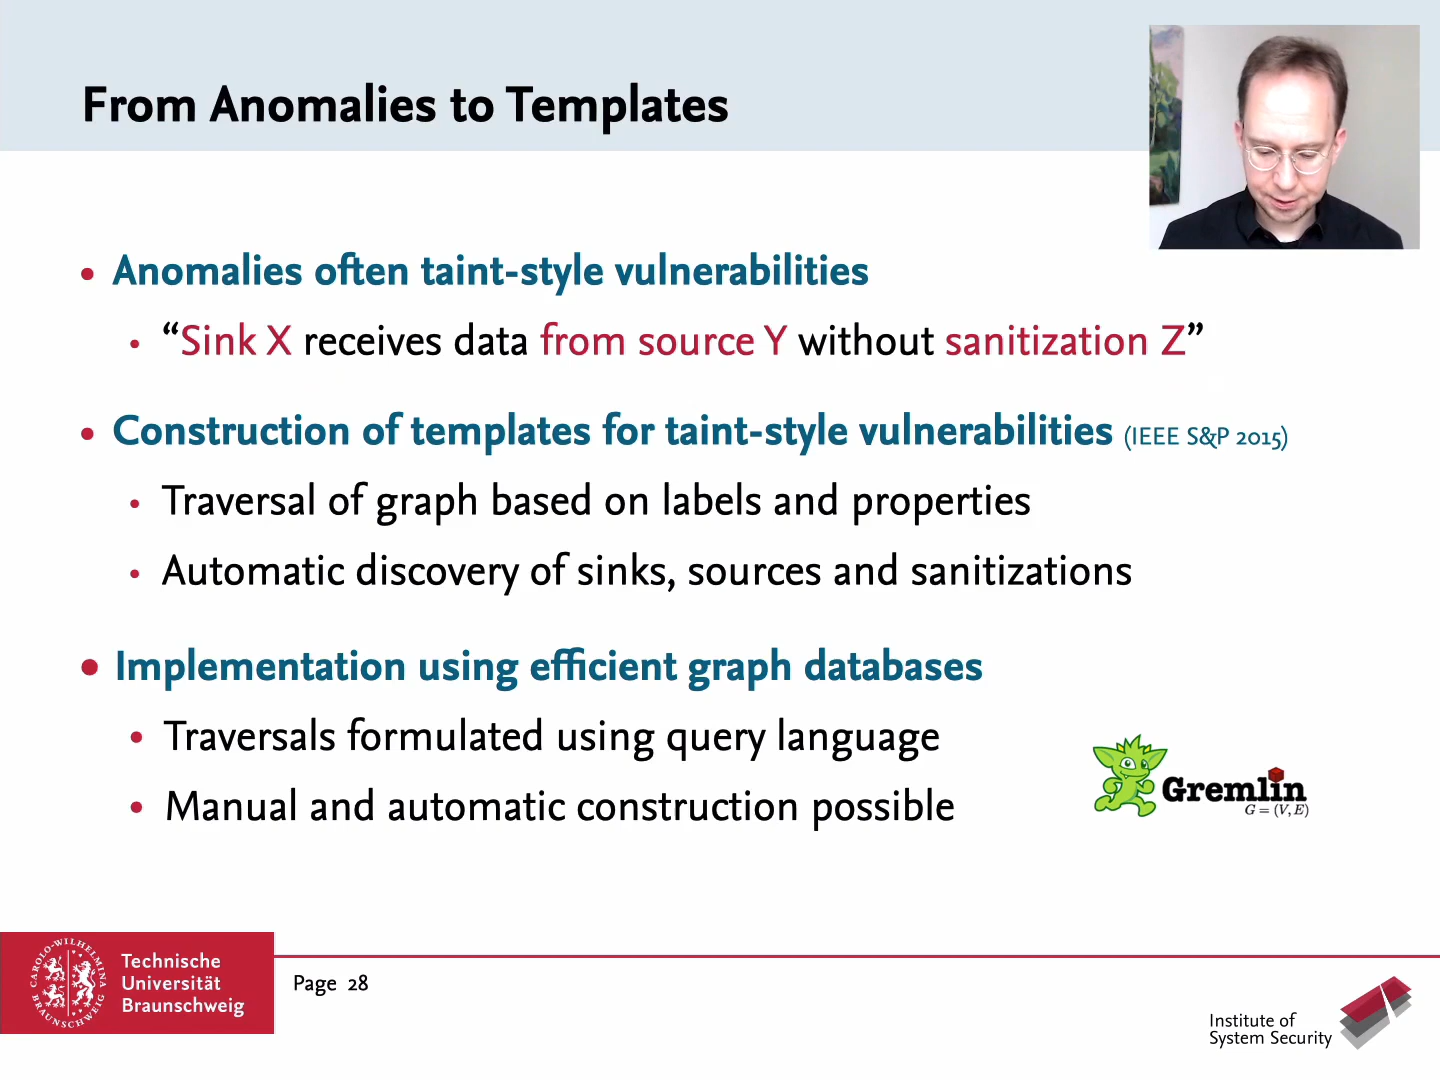 From Anomalies to Templates
• Anomalies often taint-style vulnerabilities
• “Sink X receives data from source Y without sanitization Z”
• Construction of templates for taint-style vulnerabilities (IEEE S&P 2015)
• Traversal of graph based on labels and properties
• Automatic discovery of sinks, sources and sanitizations
• Implementation using efficient graph databases
• Traversals formulated using query language
• Manual and automatic construction possible
Gremlin
G = (V, E)
CAROLO-WILHELMINA
BRAUNSCHWEIG
Technische
Universität
Braunschweig
Page 28
Institute of
System Security